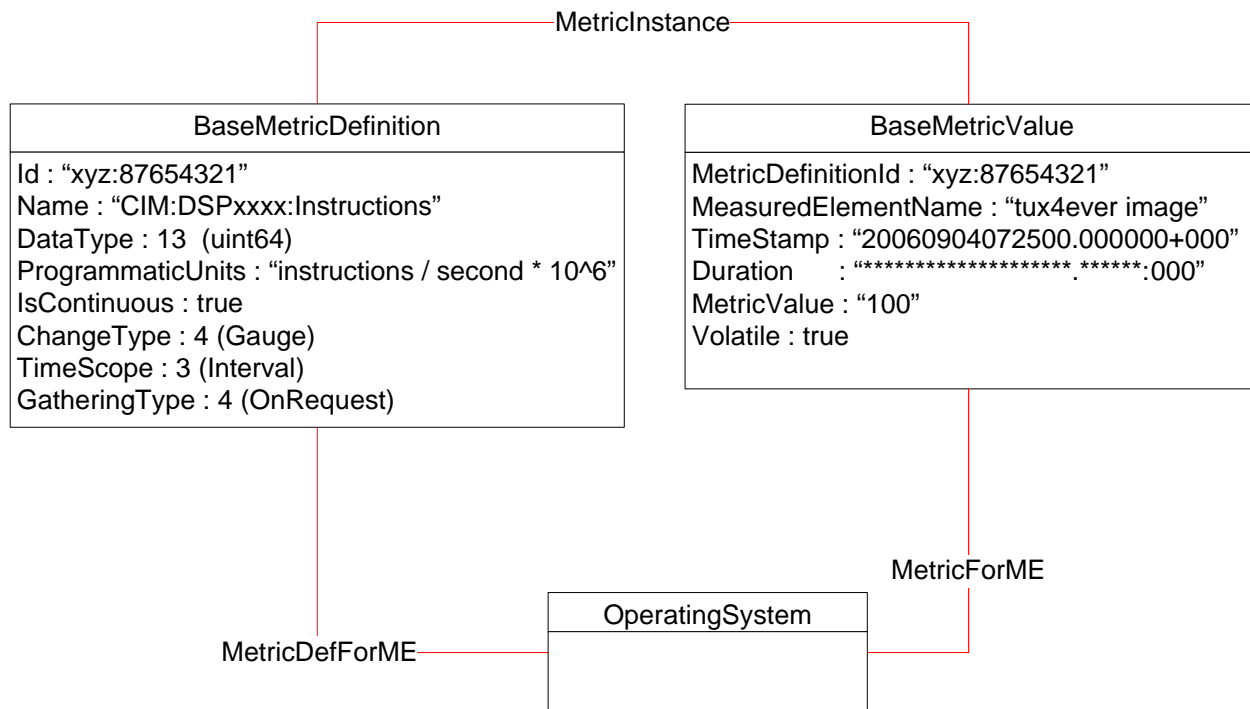 MetricInstance
BaseMetricDefinition
Id : “xyz:87654321”
Name : “CIM:DSPxxxx:Instructions”
DataType : 13  (uint64)
ProgrammaticUnits : “instructions / second * 10^6”
IsContinuous : true
ChangeType : 4 (Gauge)
TimeScope : 3 (Interval)
GatheringType : 4 (OnRequest)
BaseMetricValue
MetricDefinitionId : “xyz:87654321”
MeasuredElementName : “tux4ever image”
TimeStamp : “20060904072500.000000+000”
Duration      : “********************.******:000”
MetricValue : “100”
Volatile : true
MetricForME
OperatingSystem
MetricDefForME